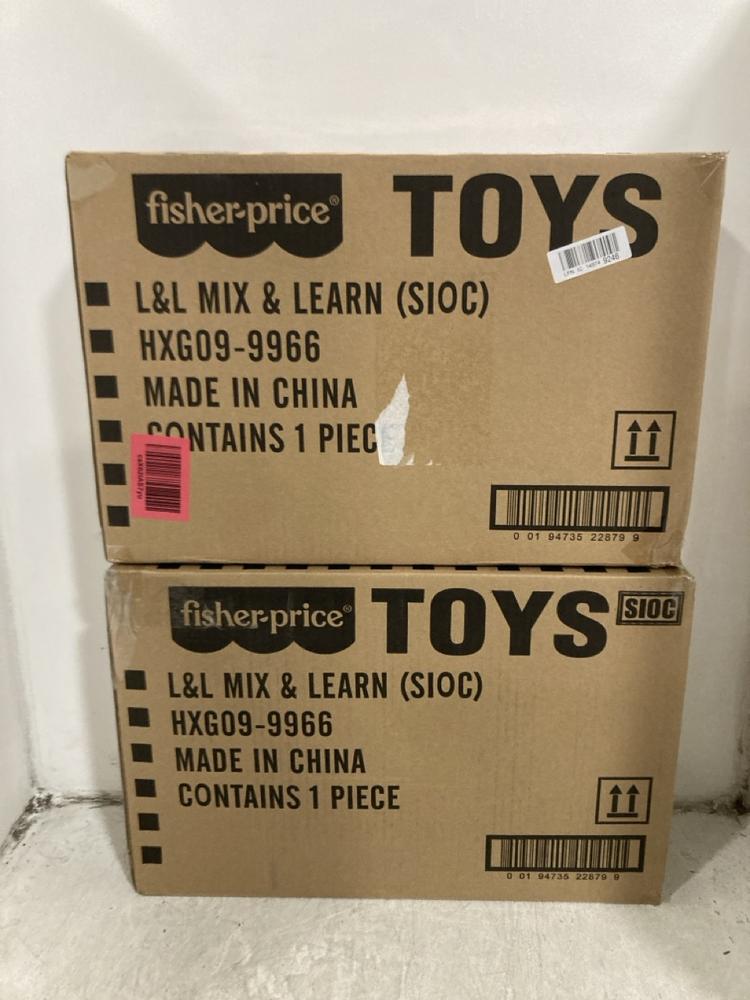 fisher-price® TOYS
9246
L&L MIX & LEARN (SIOC)
HXG09-9966
MADE IN CHINA
CONTAINS 1 PIEC
0 01 94735 22879 9
fisher-price® TOYS SIOC
L&L MIX & LEARN (SIOC)
HXG09-9966
MADE IN CHINA
CONTAINS 1 PIECE
0 01 94735 22879 9